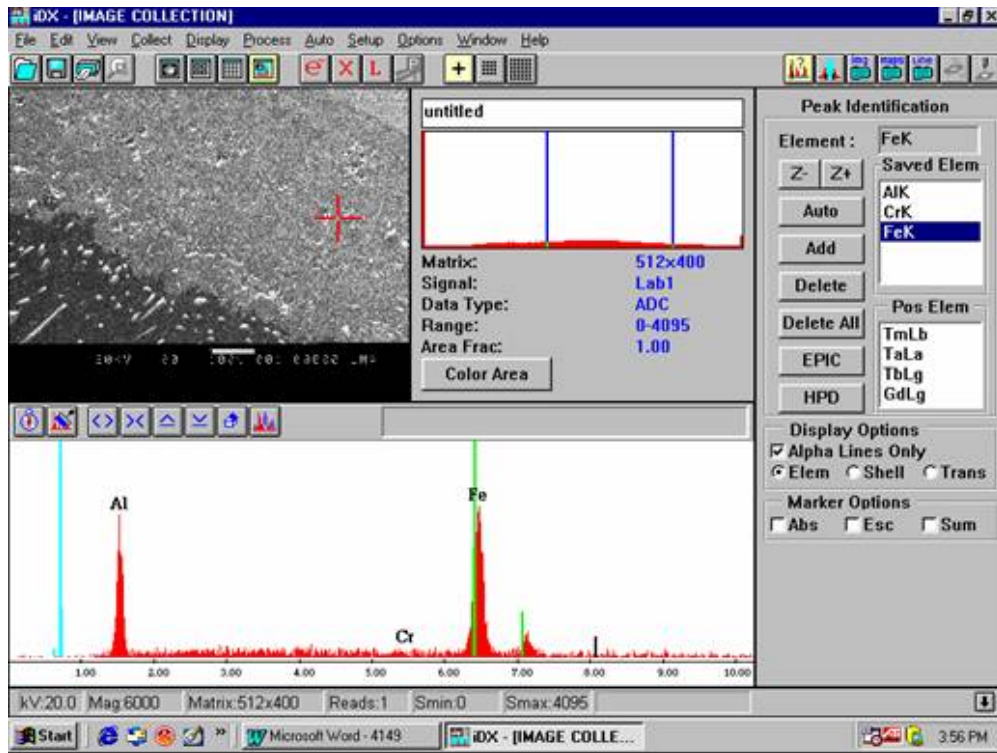 iDX - [IMAGE COLLECTION]
File Edit View Collect Display Process Auto Setup Options Window Help
e X L
Img Maps Line
untitled
Matrix: 512x400
Signal: Lab1
Data Type: ADC
Range: 0-4095
Area Frac: 1.00
Color Area
Peak Identification
Element : FeK
Z- Z+
Auto
Add
Delete
Delete All
EPIC
HPD
Saved Elem
AlK
CrK
FeK
Pos Elem
TmLb
TaLa
TbLg
GdLg
Display Options
Alpha Lines Only
Elem Shell Trans
Marker Options
Abs Esc Sum
Al
Cr
Fe
1.00 2.00 3.00 4.00 5.00 6.00 7.00 8.00 9.00 10.00
kV:20.0 Mag:6000 Matrix:512x400 Reads:1 Smin:0 Smax:4095
Start » Microsoft Word - 4149 iDX - [IMAGE COLLE... 3:56 PM